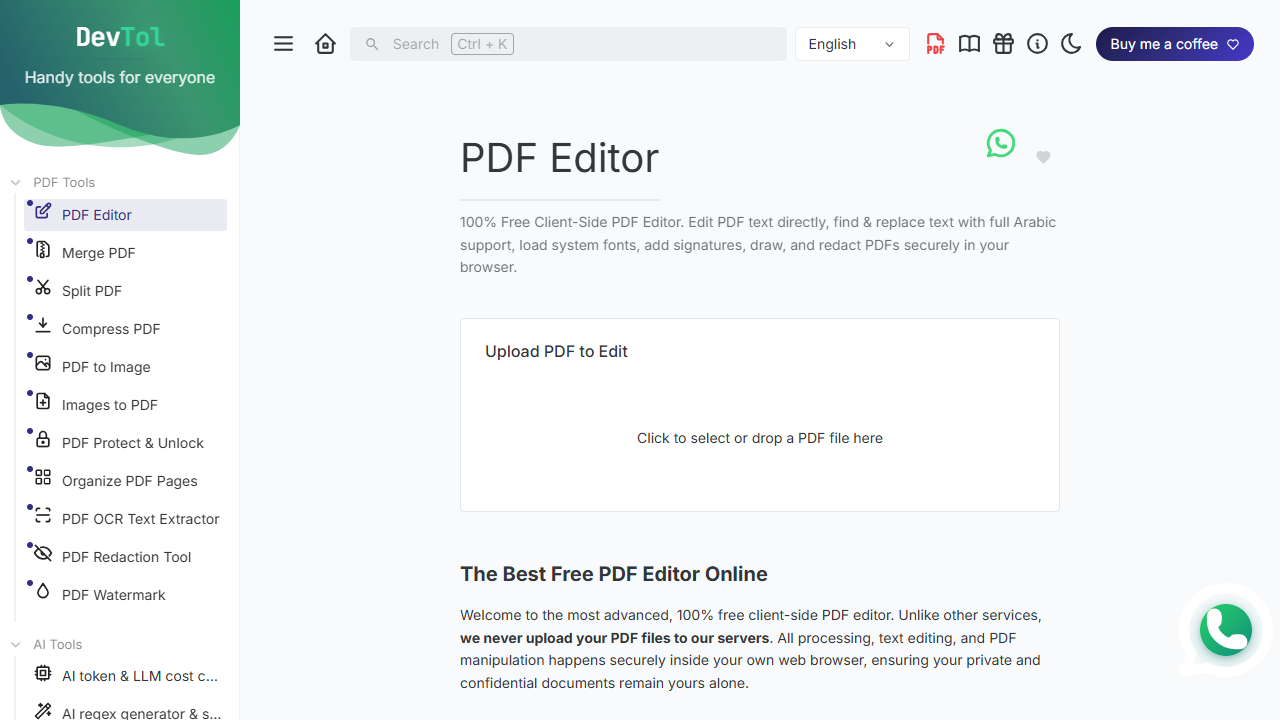 DevTol
Handy tools for everyone
PDF Tools
PDF Editor
Merge PDF
Split PDF
Compress PDF
PDF to Image
Images to PDF
PDF Protect & Unlock
Organize PDF Pages
PDF OCR Text Extractor
PDF Redaction Tool
PDF Watermark
AI Tools
AI token & LLM cost c...
AI regex generator & s...
Search Ctrl + K
English
PDF
Buy me a coffee
PDF Editor
100% Free Client-Side PDF Editor. Edit PDF text directly, find & replace text with full Arabic
support, load system fonts, add signatures, draw, and redact PDFs securely in your
browser.
Upload PDF to Edit
Click to select or drop a PDF file here
The Best Free PDF Editor Online
Welcome to the most advanced, 100% free client-side PDF editor. Unlike other services,
we never upload your PDF files to our servers. All processing, text editing, and PDF
manipulation happens securely inside your own web browser, ensuring your private and
confidential documents remain yours alone.